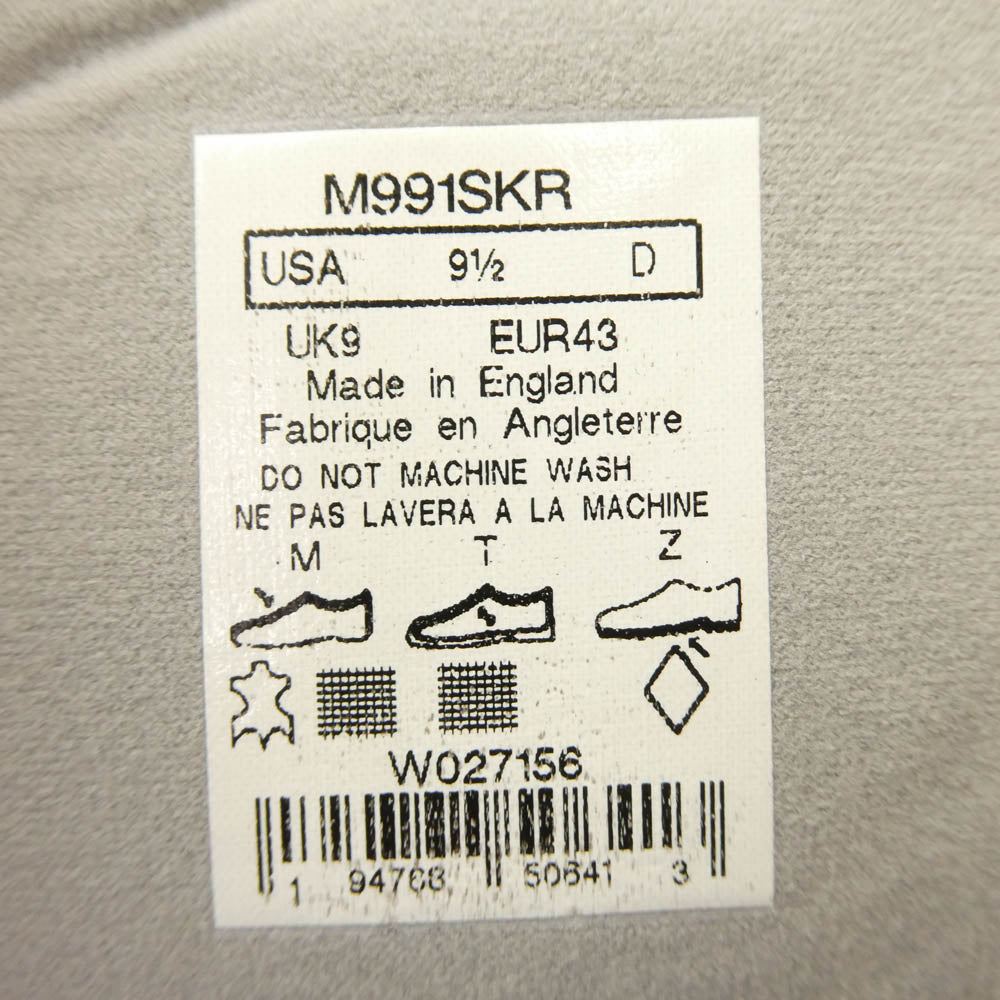 M991SKR
USA 9½ D
UK9 EUR43
Made in England
Fabrique en Angleterre
DO NOT MACHINE WASH
NE PAS LAVERA A LA MACHINE
M T Z
W027156
1 94768 50641 3